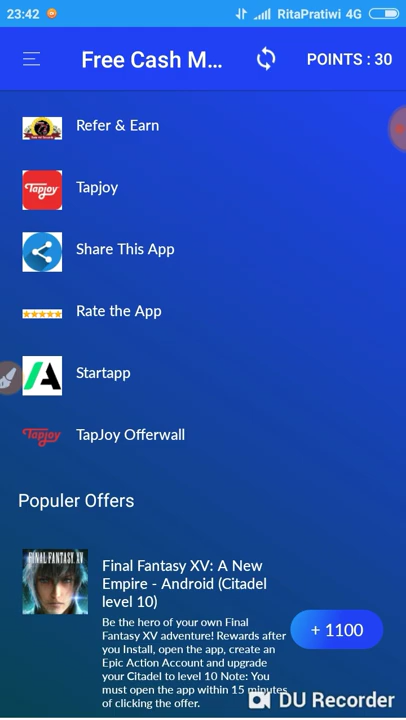 23:42 RitaPratiwi 4G
Free Cash M... POINTS : 30
Refer & Earn
Tapjoy
Tapjoy
Share This App
Rate the App
Startapp
Tapjoy
TapJoy Offerwall
Populer Offers
FINAL FANTASY XV
Final Fantasy XV: A New
Empire - Android (Citadel
level 10)
Be the hero of your own Final
Fantasy XV adventure! Rewards after
you Install, open the app, create an
Epic Action Account and upgrade
your Citadel to level 10 Note: You
must open the app within 15 minutes
of clicking the offer.
+ 1100
DU Recorder